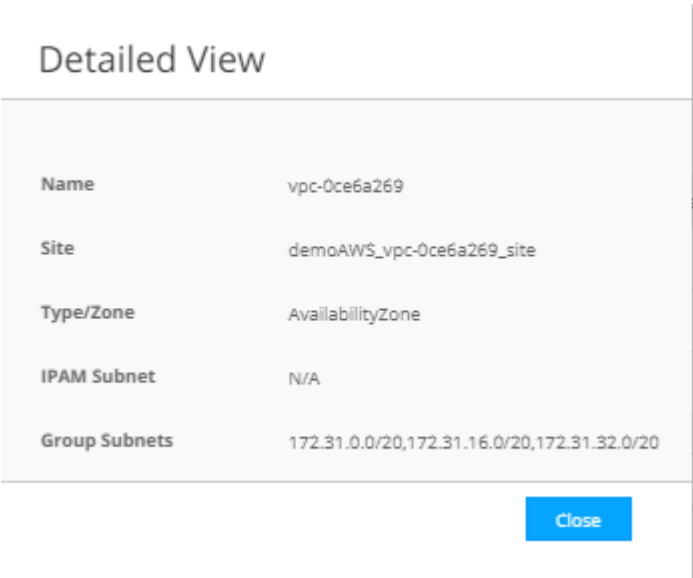 Detailed View
Name vpc-0ce6a269
Site demoAWS_vpc-0ce6a269_site
Type/Zone AvailabilityZone
IPAM Subnet N/A
Group Subnets 172.31.0.0/20,172.31.16.0/20,172.31.32.0/20
Close